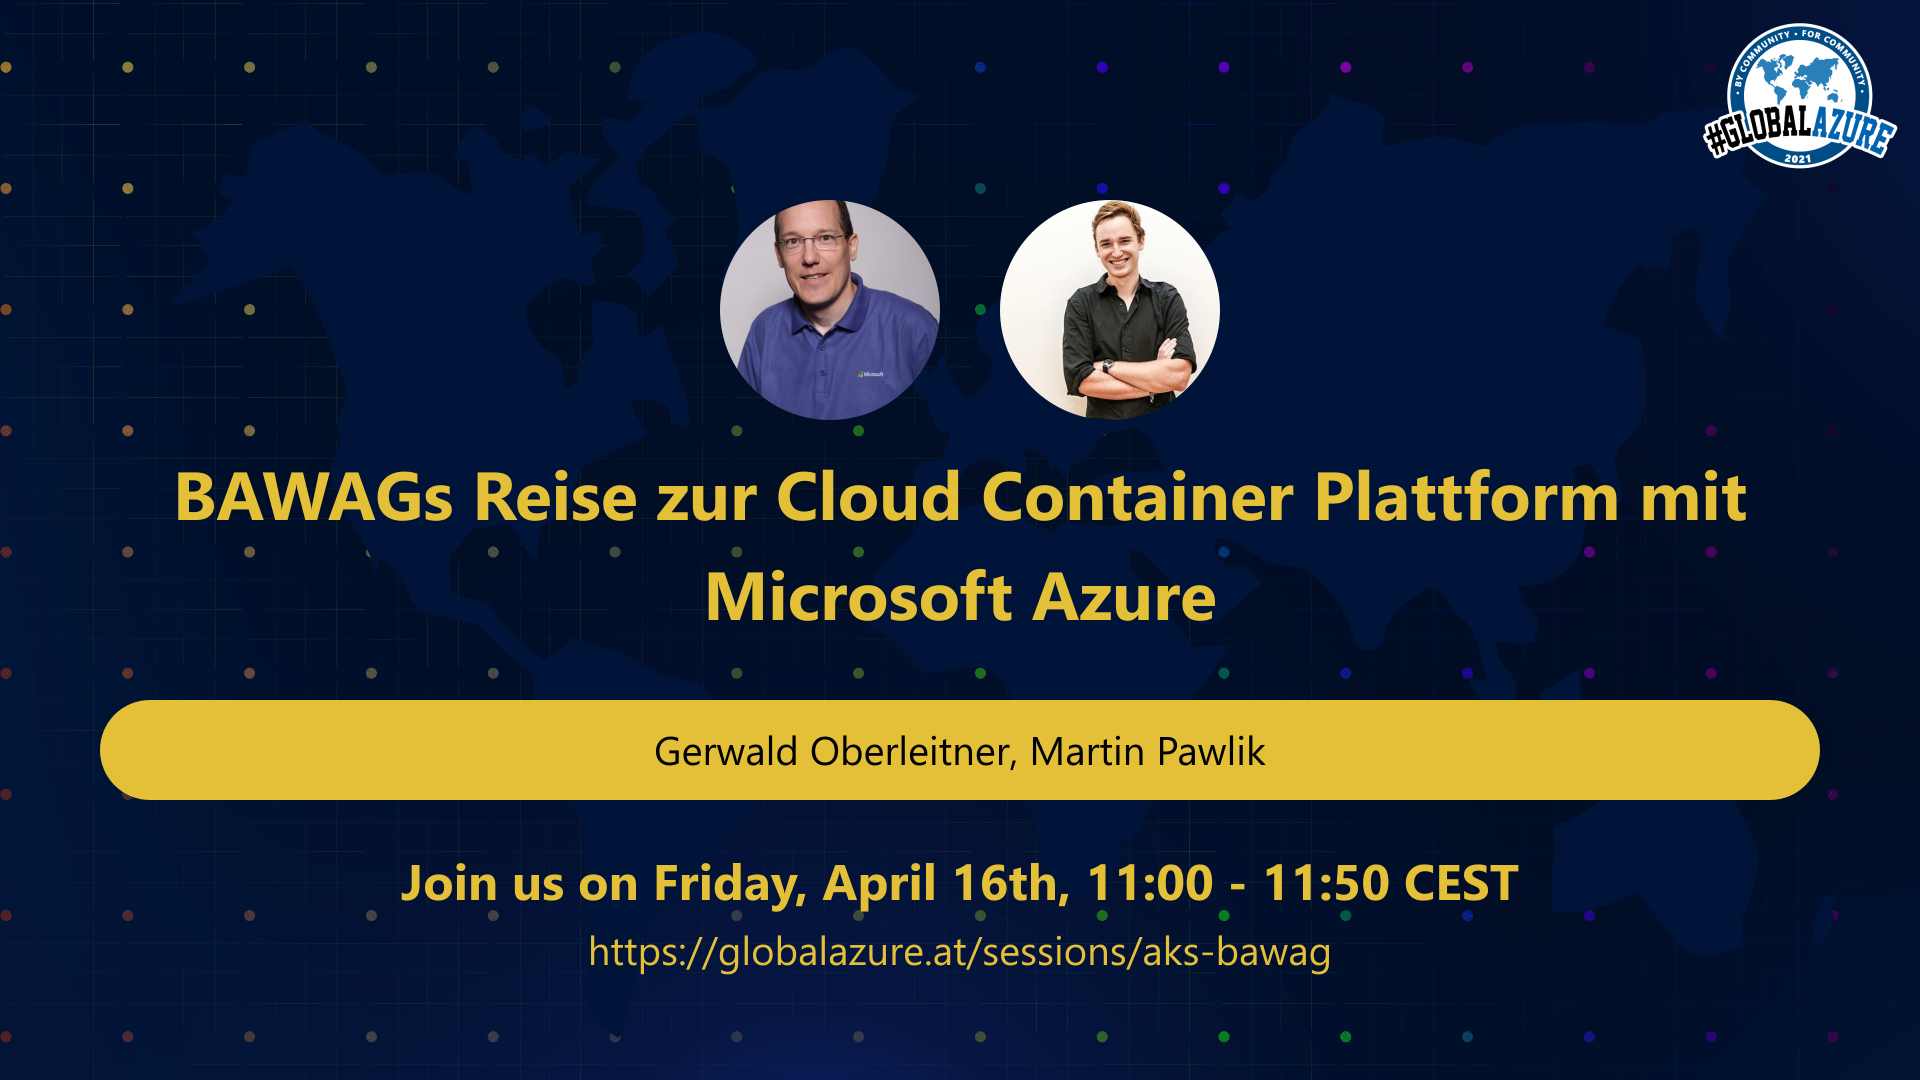 • BY COMMUNITY • FOR COMMUNITY •
#GLOBALAZURE
2021
Microsoft
BAWAGs Reise zur Cloud Container Plattform mit
Microsoft Azure
Gerwald Oberleitner, Martin Pawlik
Join us on Friday, April 16th, 11:00 - 11:50 CEST
https://globalazure.at/sessions/aks-bawag